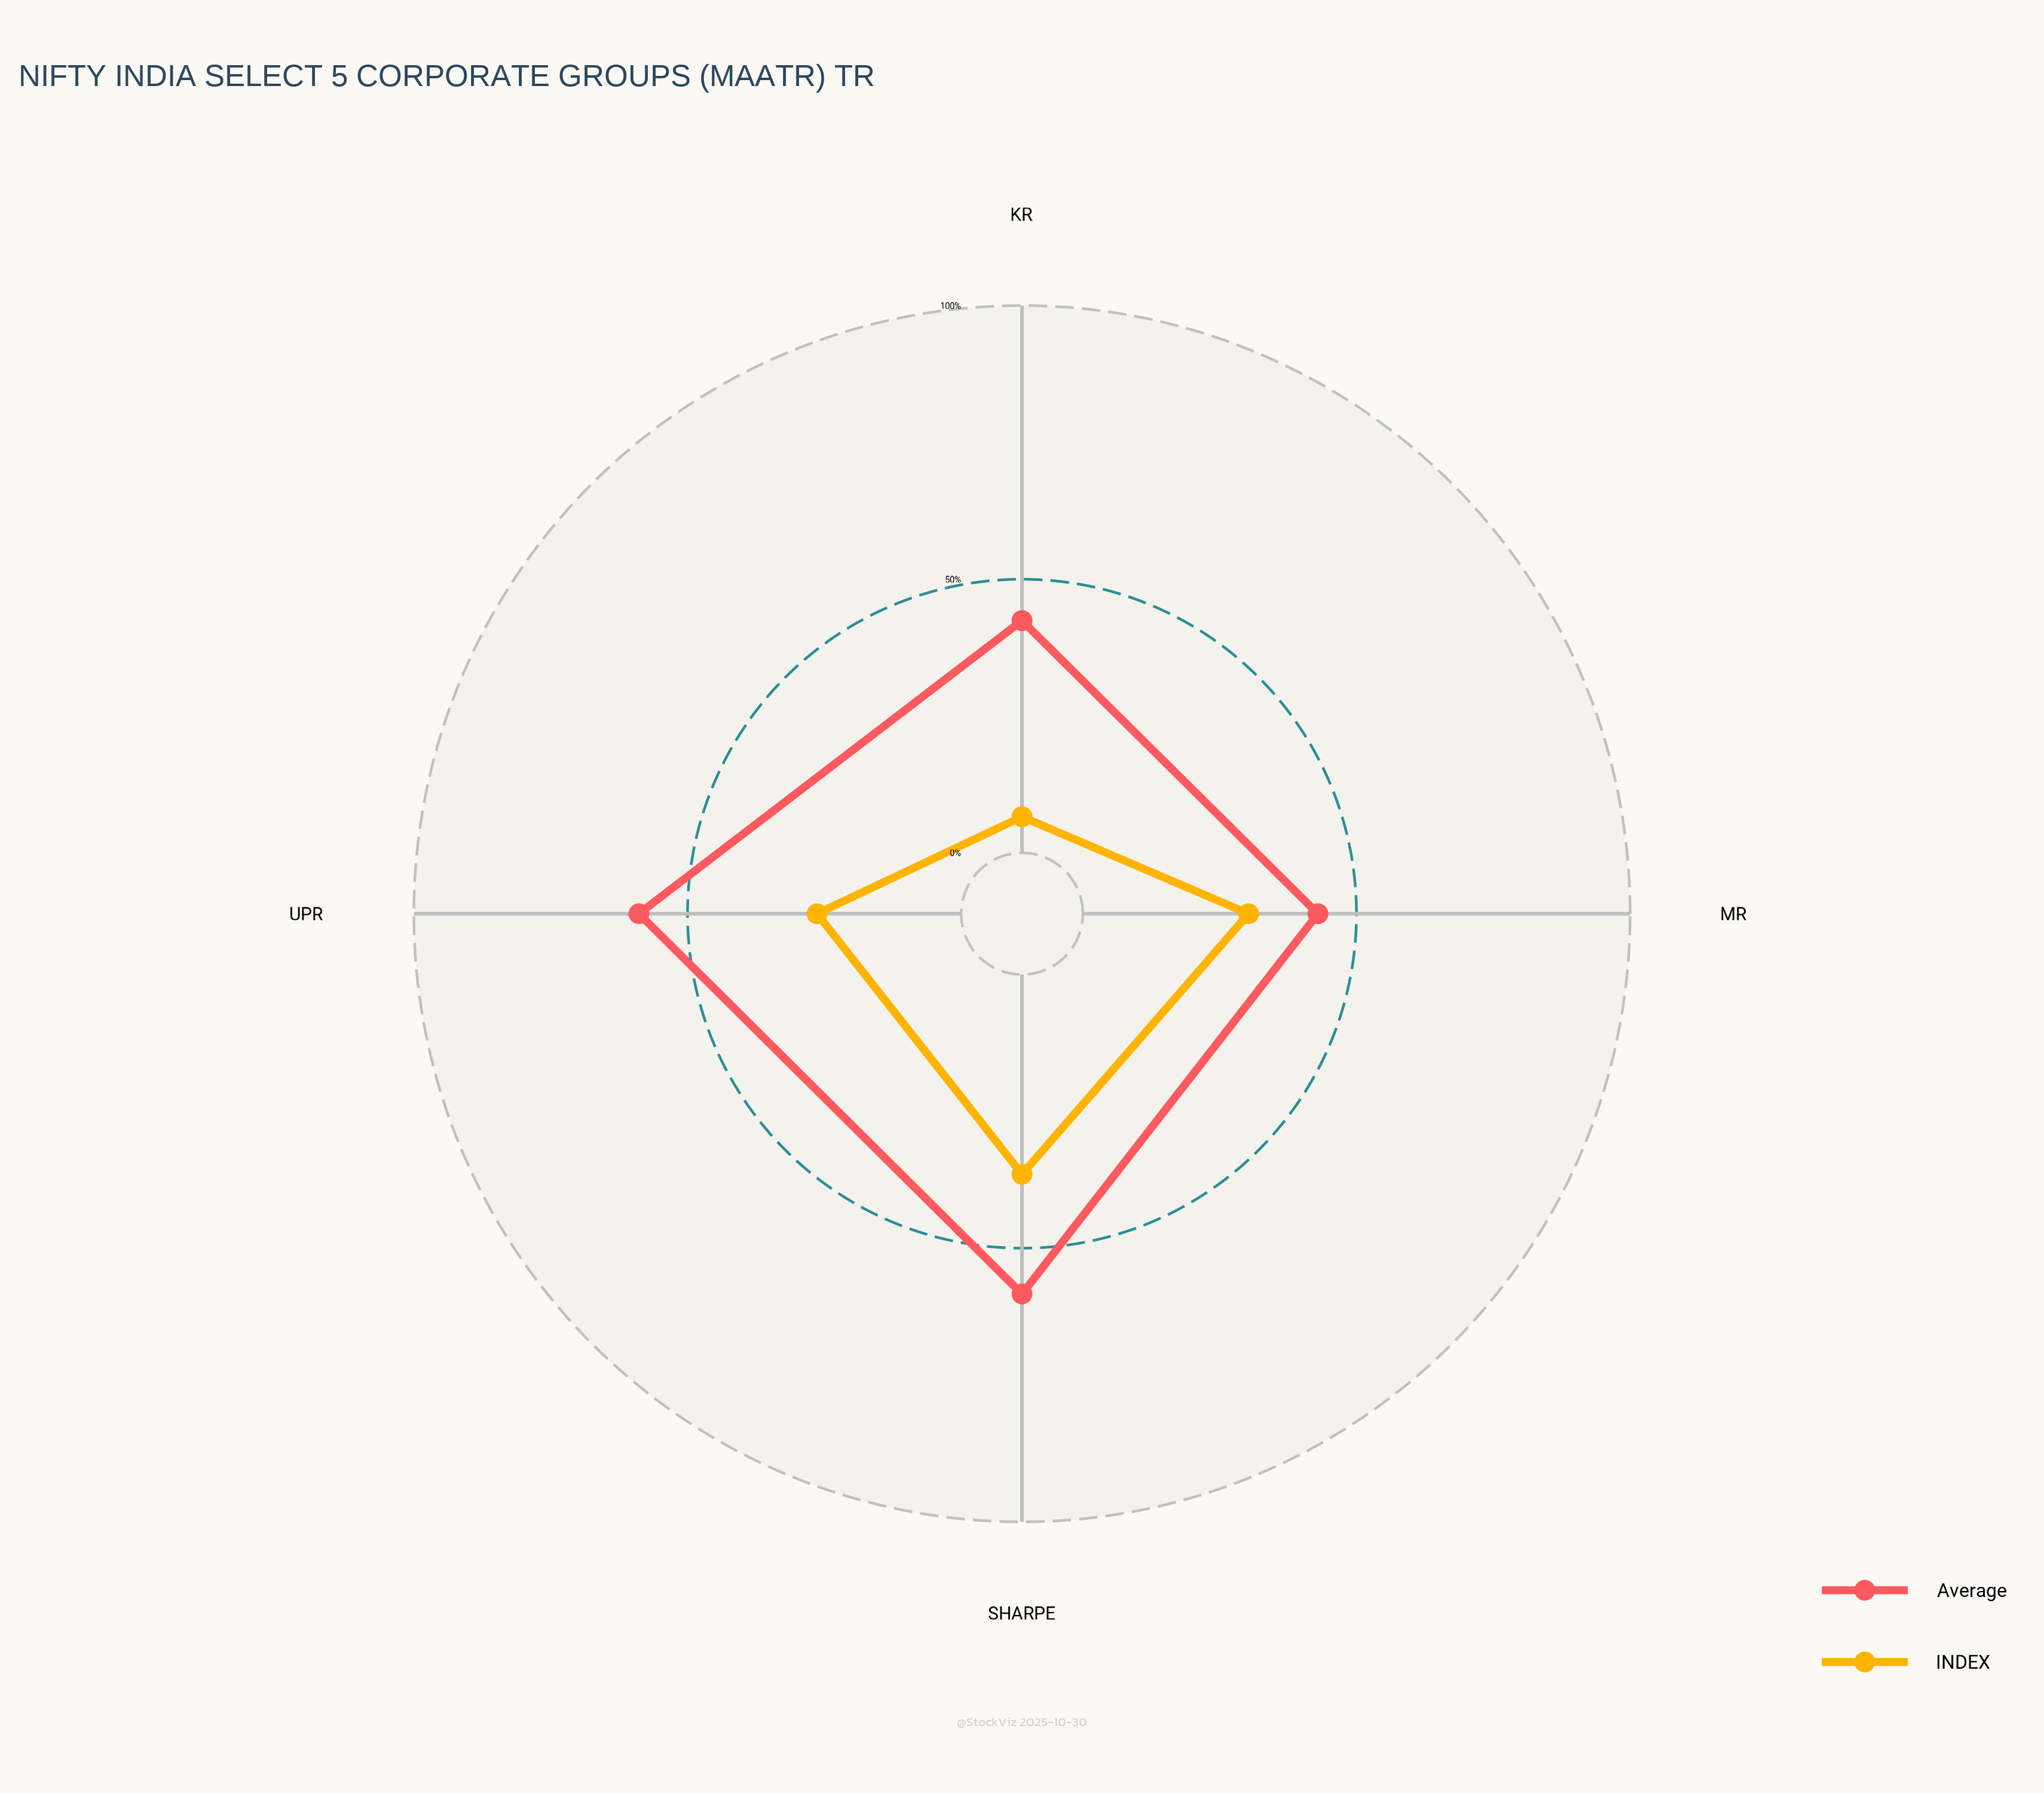 NIFTY INDIA SELECT 5 CORPORATE GROUPS (MAATR) TR
KR
100%
50%
0%
UPR
MR
SHARPE
Average
INDEX
@StockViz 2025-10-30